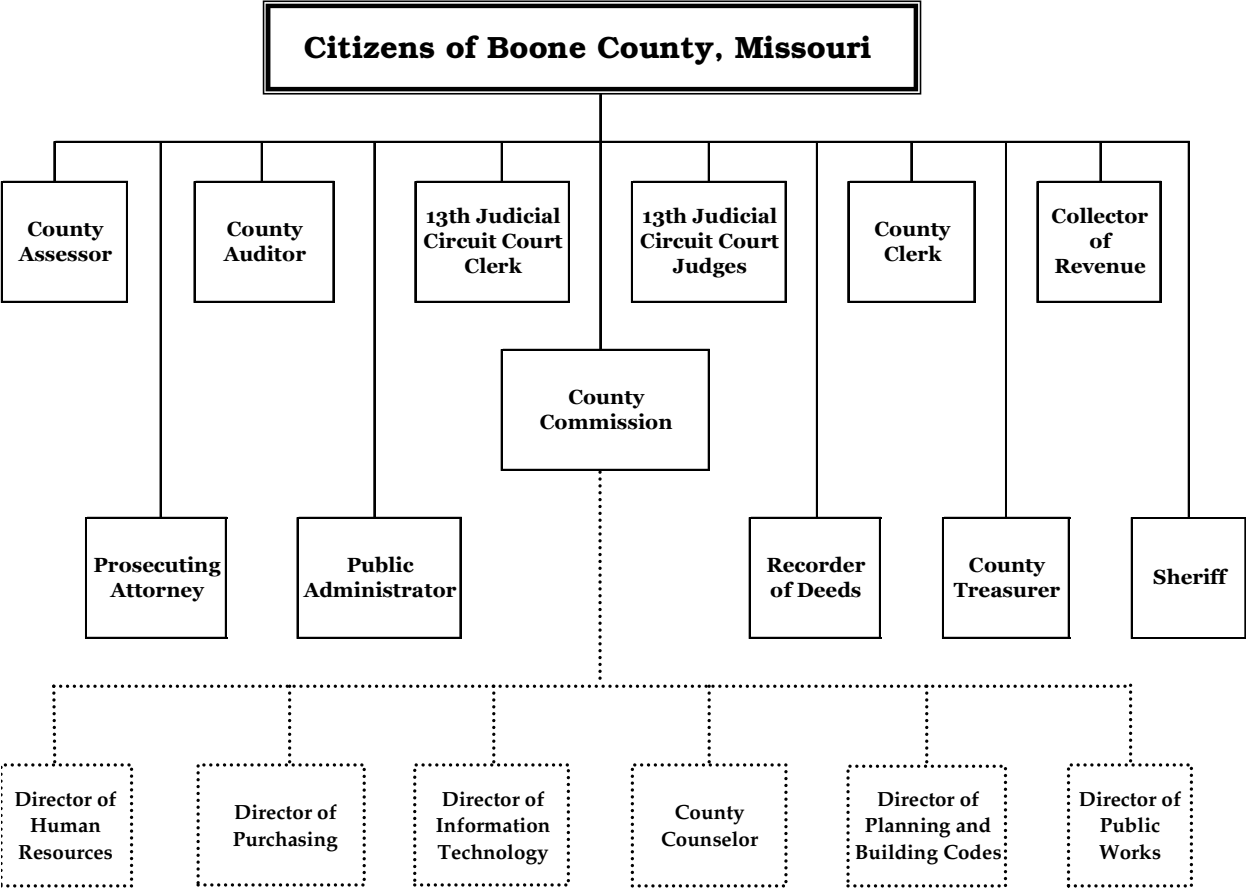 Citizens of Boone County, Missouri
County
Assessor
County
Auditor
13th Judicial
Circuit Court
Clerk
13th Judicial
Circuit Court
Judges
County
Clerk
Collector
of
Revenue
County
Commission
Prosecuting
Attorney
Public
Administrator
Recorder
of Deeds
County
Treasurer
Sheriff
Director of
Human
Resources
Director of
Purchasing
Director of
Information
Technology
County
Counselor
Director of
Planning and
Building Codes
Director of
Public
Works